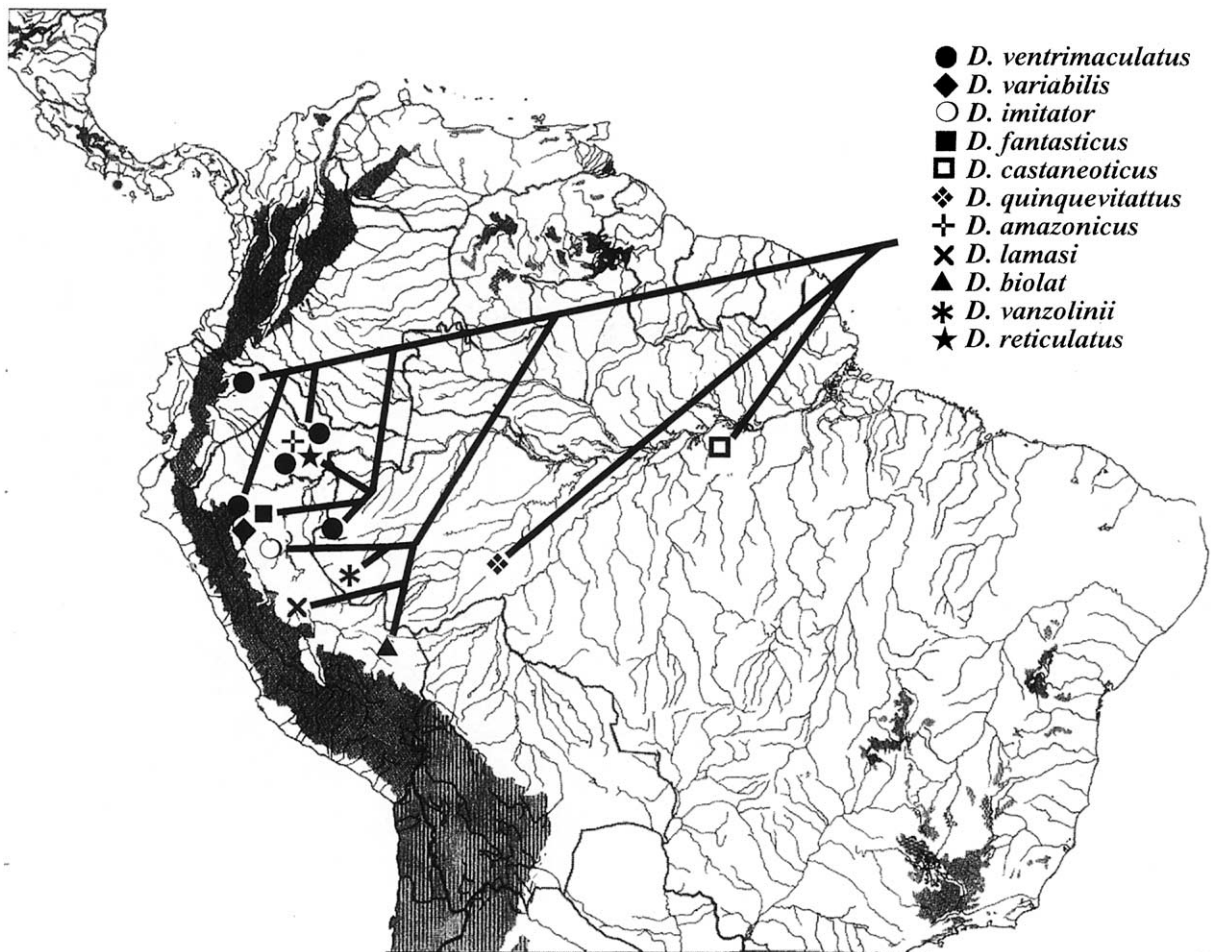 D. ventrimaculatus
D. variabilis
D. imitator
D. fantasticus
D. castaneoticus
D. quinquevitattus
D. amazonicus
D. lamasi
D. biolat
D. vanzolinii
D. reticulatus